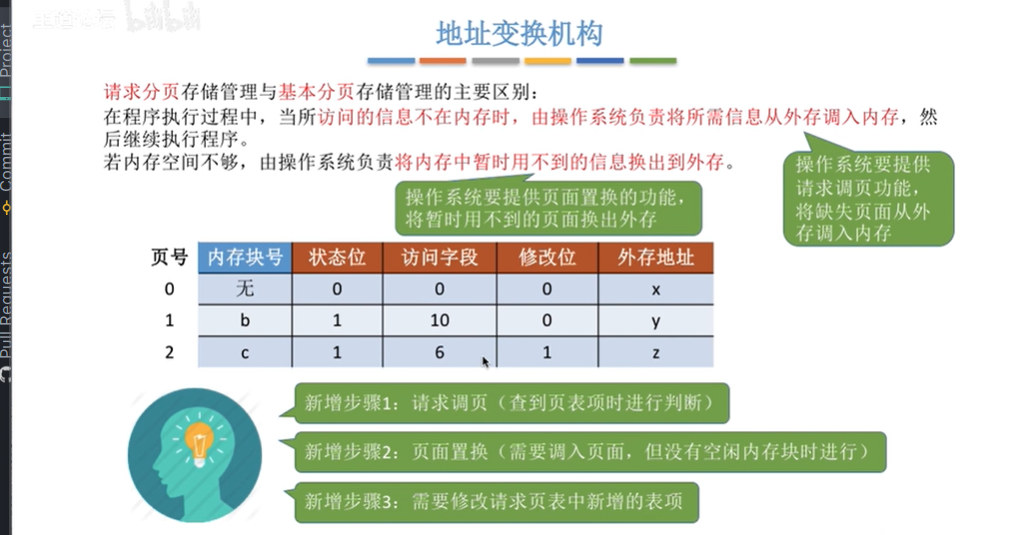 Project
Commit
Pull Requests
bilibili
地址变换机构
请求分页存储管理与基本分页存储管理的主要区别：
在程序执行过程中，当所访问的信息不在内存时，由操作系统负责将所需信息从外存调入内存，然
后继续执行程序。
若内存空间不够，由操作系统负责将内存中暂时用不到的信息换出到外存。
操作系统要提供
请求调页功能，
将缺失页面从外
存调入内存
操作系统要提供页面置换的功能，
将暂时用不到的页面换出外存
页号 内存块号 状态位 访问字段 修改位 外存地址
0 无 0 0 0 x
1 b 1 10 0 y
2 c 1 6 1 z
新增步骤1：请求调页（查到页表项时进行判断）
新增步骤2：页面置换（需要调入页面，但没有空闲内存块时进行）
新增步骤3：需要修改请求页表中新增的表项